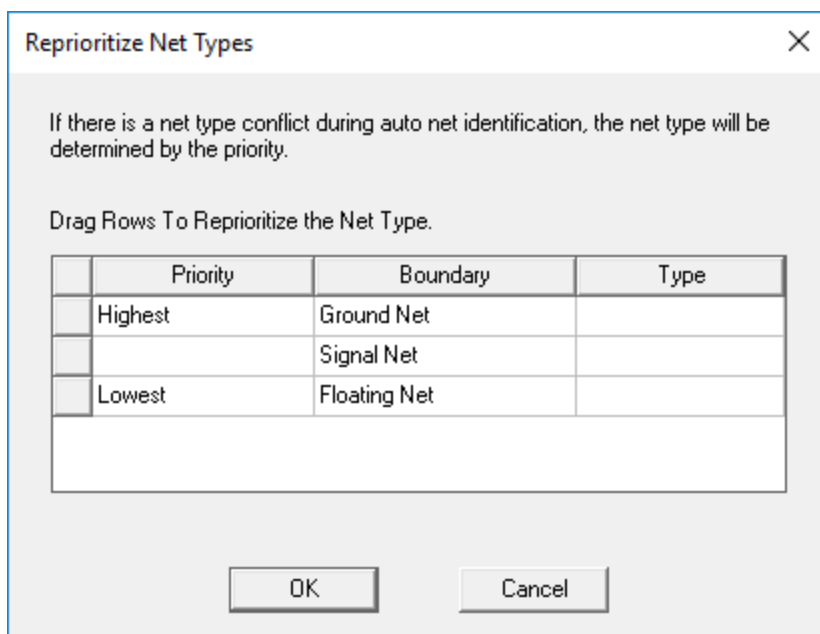 Reprioritize Net Types
If there is a net type conflict during auto net identification, the net type will be
determined by the priority.
Drag Rows To Reprioritize the Net Type.
Priority Boundary Type
Highest Ground Net
Signal Net
Lowest Floating Net
OK Cancel